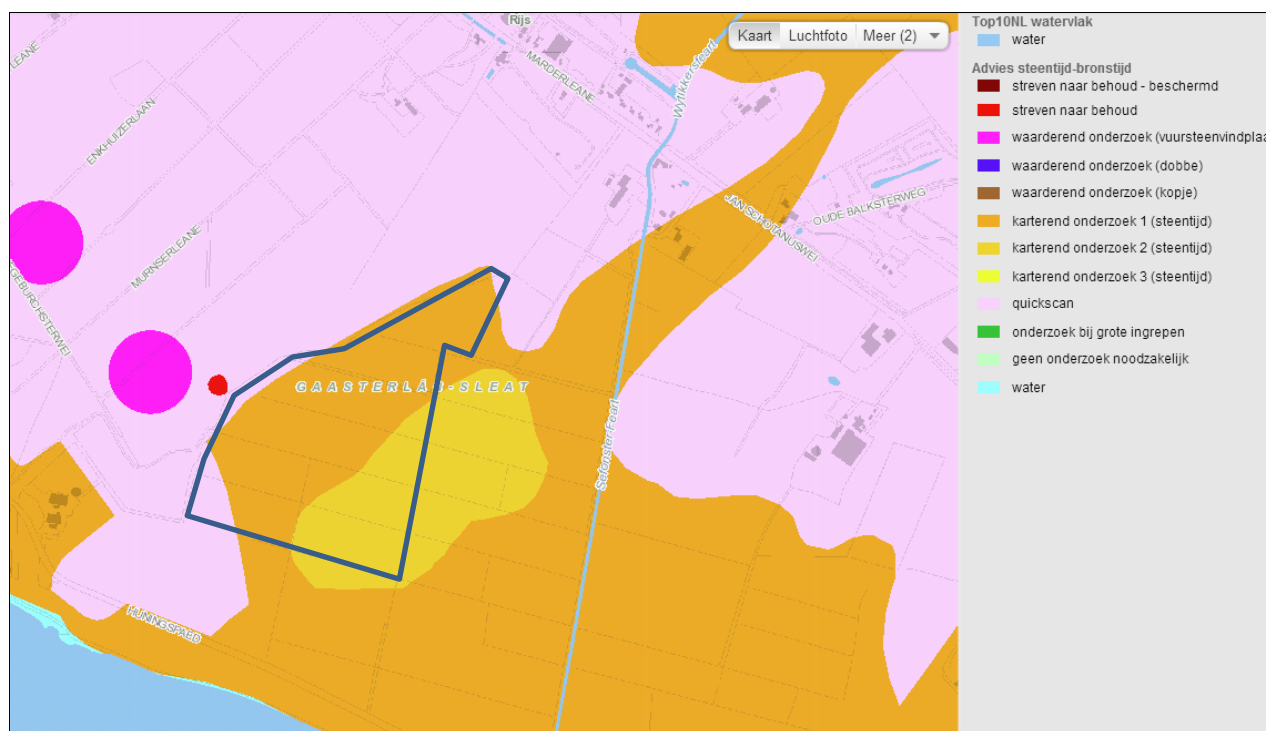 Rijs
Kaart Luchtfoto Meer (2)
LEANE
MARDERLEANE
Wytikkersfeart
ENKHUIZERLAAN
OUDE BALKSTERWEG
JAN SCHOTANUSWEI
MURNSERLEANE
GEBURCHSTERWEI
GAASTERLÂN-SLEAT
Sefonster Feart
HUNINGSPAED
Top10NL watervlak
water
Advies steentijd-bronstijd
streven naar behoud - beschermd
streven naar behoud
waarderend onderzoek (vuursteenvindplaa
waarderend onderzoek (dobbe)
waarderend onderzoek (kopje)
karterend onderzoek 1 (steentijd)
karterend onderzoek 2 (steentijd)
karterend onderzoek 3 (steentijd)
quickscan
onderzoek bij grote ingrepen
geen onderzoek noodzakelijk
water